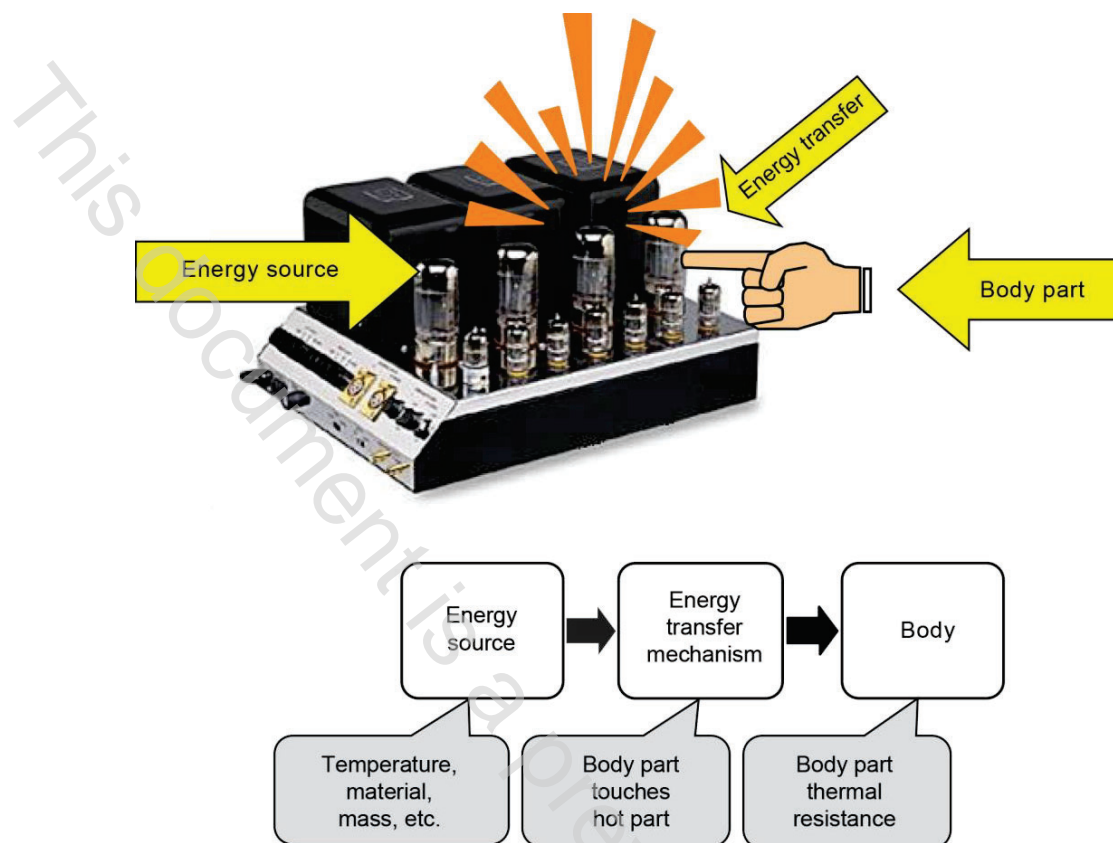 Energy transfer
Energy source
Body part
Energy
source
Energy
transfer
mechanism
Body
Temperature,
material,
mass, etc.
Body part
touches
hot part
Body part
thermal
resistance
This document is a pre